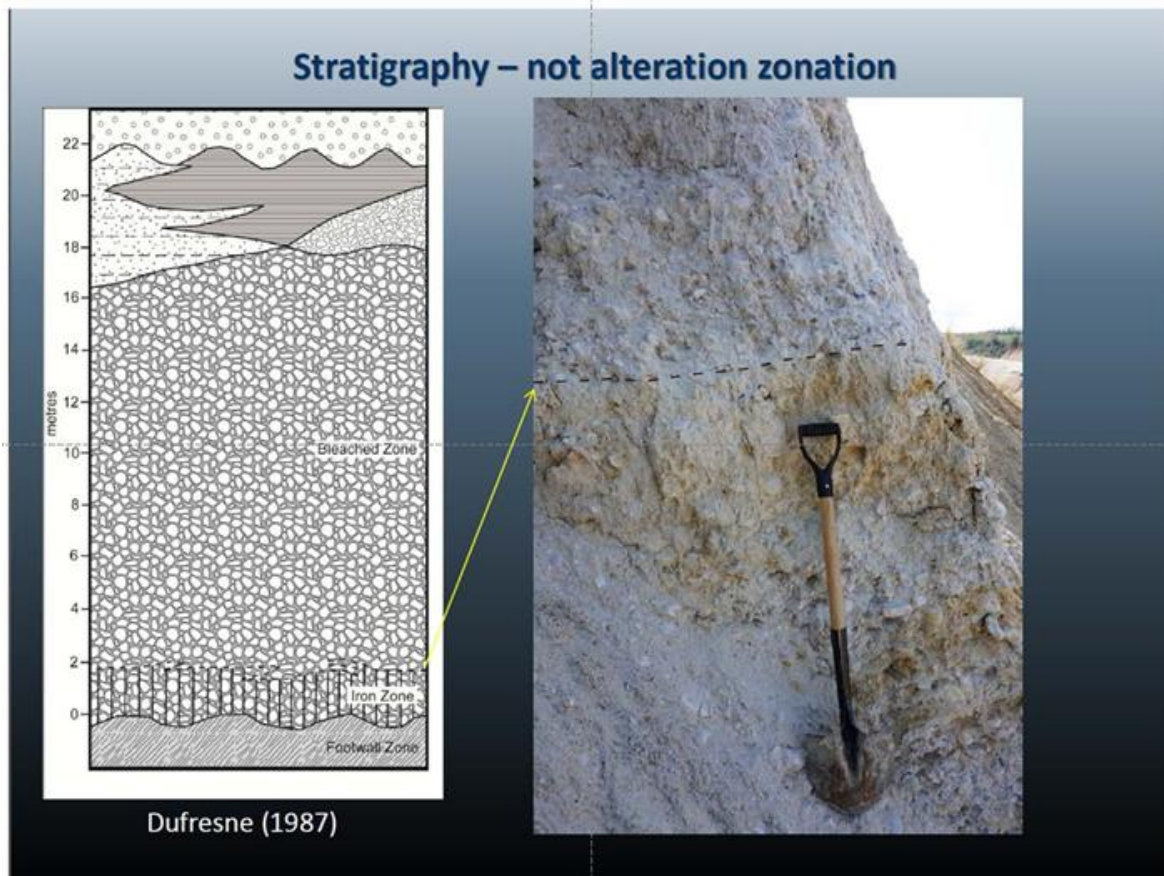 Stratigraphy – not alteration zonation
22
20
18
16
14
12
10
8
6
4
2
0
metres
Bleached Zone
Iron Zone
Footwall Zone
Dufresne (1987)